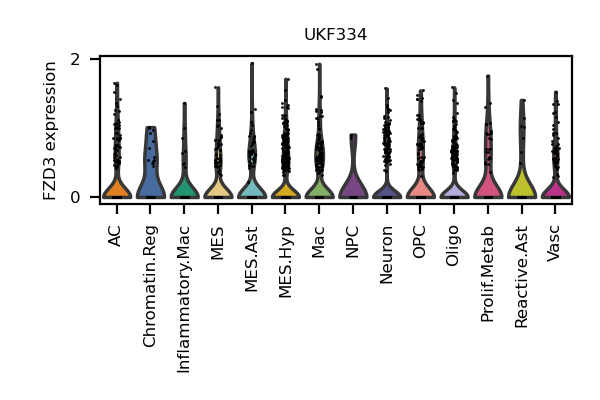 UKF334
FZD3 expression
2
0
AC
Chromatin.Reg
Inflammatory.Mac
MES
MES.Ast
MES.Hyp
Mac
NPC
Neuron
OPC
Oligo
Prolif.Metab
Reactive.Ast
Vasc